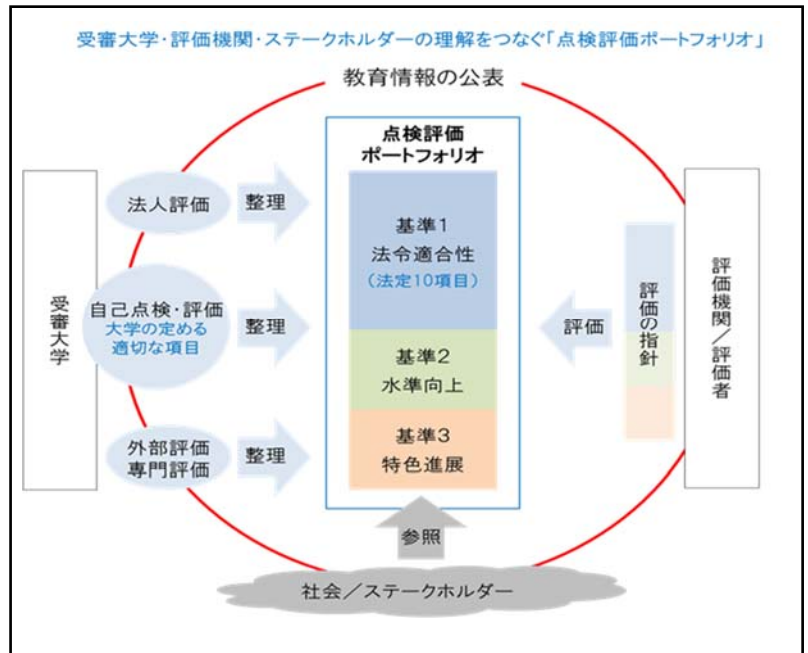 受審大学・評価機関・ステークホルダーの理解をつなぐ「点検評価ポートフォリオ」
教育情報の公表
点検評価
ポートフォリオ
受審大学
法人評価
整理
自己点検・評価
大学の定める
適切な項目
整理
外部評価
専門評価
整理
基準1
法令適合性
（法定10項目）
基準2
水準向上
基準3
特色進展
評価
評価の指針
評価機関／評価者
参照
社会／ステークホルダー